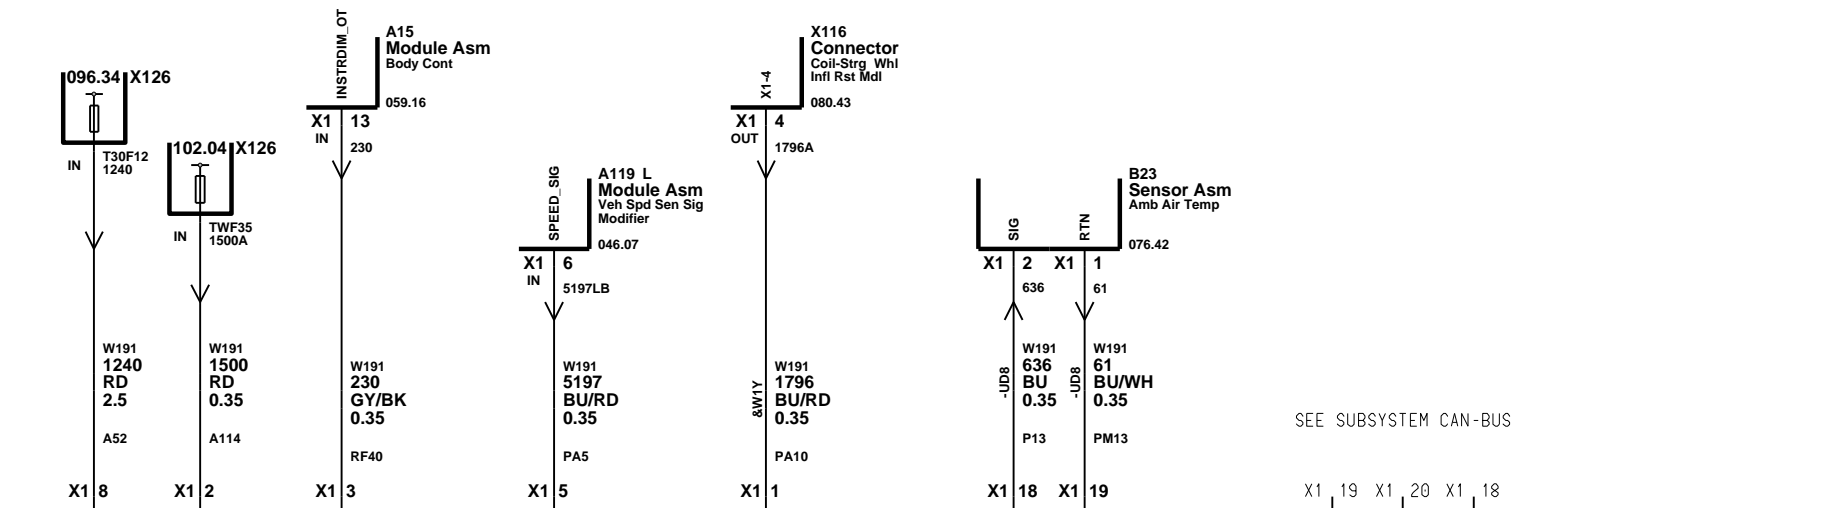 096.34 X126
IN
T30F12
1240
W191
1240
RD
2.5
A52
X1 8
102.04 X126
IN
TWF35
1500A
W191
1500
RD
0.35
A114
X1 2
INSTRDIM_OT
A15
Module Asm
Body Cont
059.16
X1 13
IN
230
W191
230
GY/BK
0.35
RF40
X1 3
SPEED_SIG
A119 L
Module Asm
Veh Spd Sen Sig
Modifier
046.07
X1 6
IN
5197LB
W191
5197
BU/RD
0.35
PA5
X1 5
X1-4
X116
Connector
Coil-Strg Whl
Infl Rst Mdl
080.43
X1 4
OUT
1796A
&W1Y
W191
1796
BU/RD
0.35
PA10
X1 1
SIG
RTN
B23
Sensor Asm
Amb Air Temp
076.42
X1 2
636
-UD8
W191
636
BU
0.35
P13
X1 18
X1 1
61
-UD8
W191
61
BU/WH
0.35
PM13
X1 19
SEE SUBSYSTEM CAN-BUS
X1 19 X1 20 X1 18